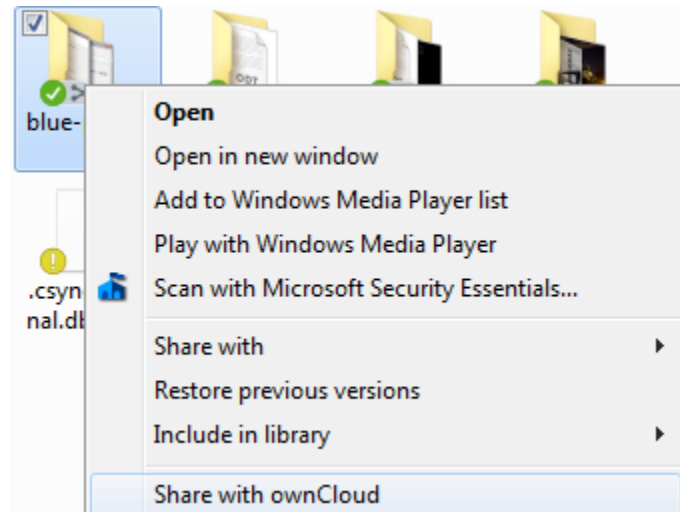 ODT
blue-
Open
Open in new window
Add to Windows Media Player list
Play with Windows Media Player
Scan with Microsoft Security Essentials...
.csyn
nal.db
Share with
Restore previous versions
Include in library
Share with ownCloud